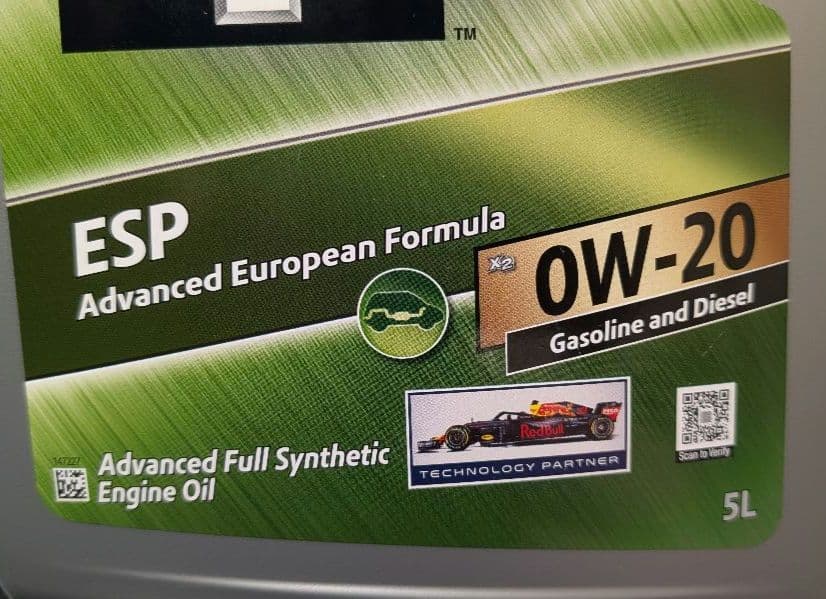 TM
ESP
Advanced European Formula
X2
0W-20
Gasoline and Diesel
Red Bull
TECHNOLOGY PARTNER
147227
Advanced Full Synthetic
Engine Oil
Scan to Verify
5L